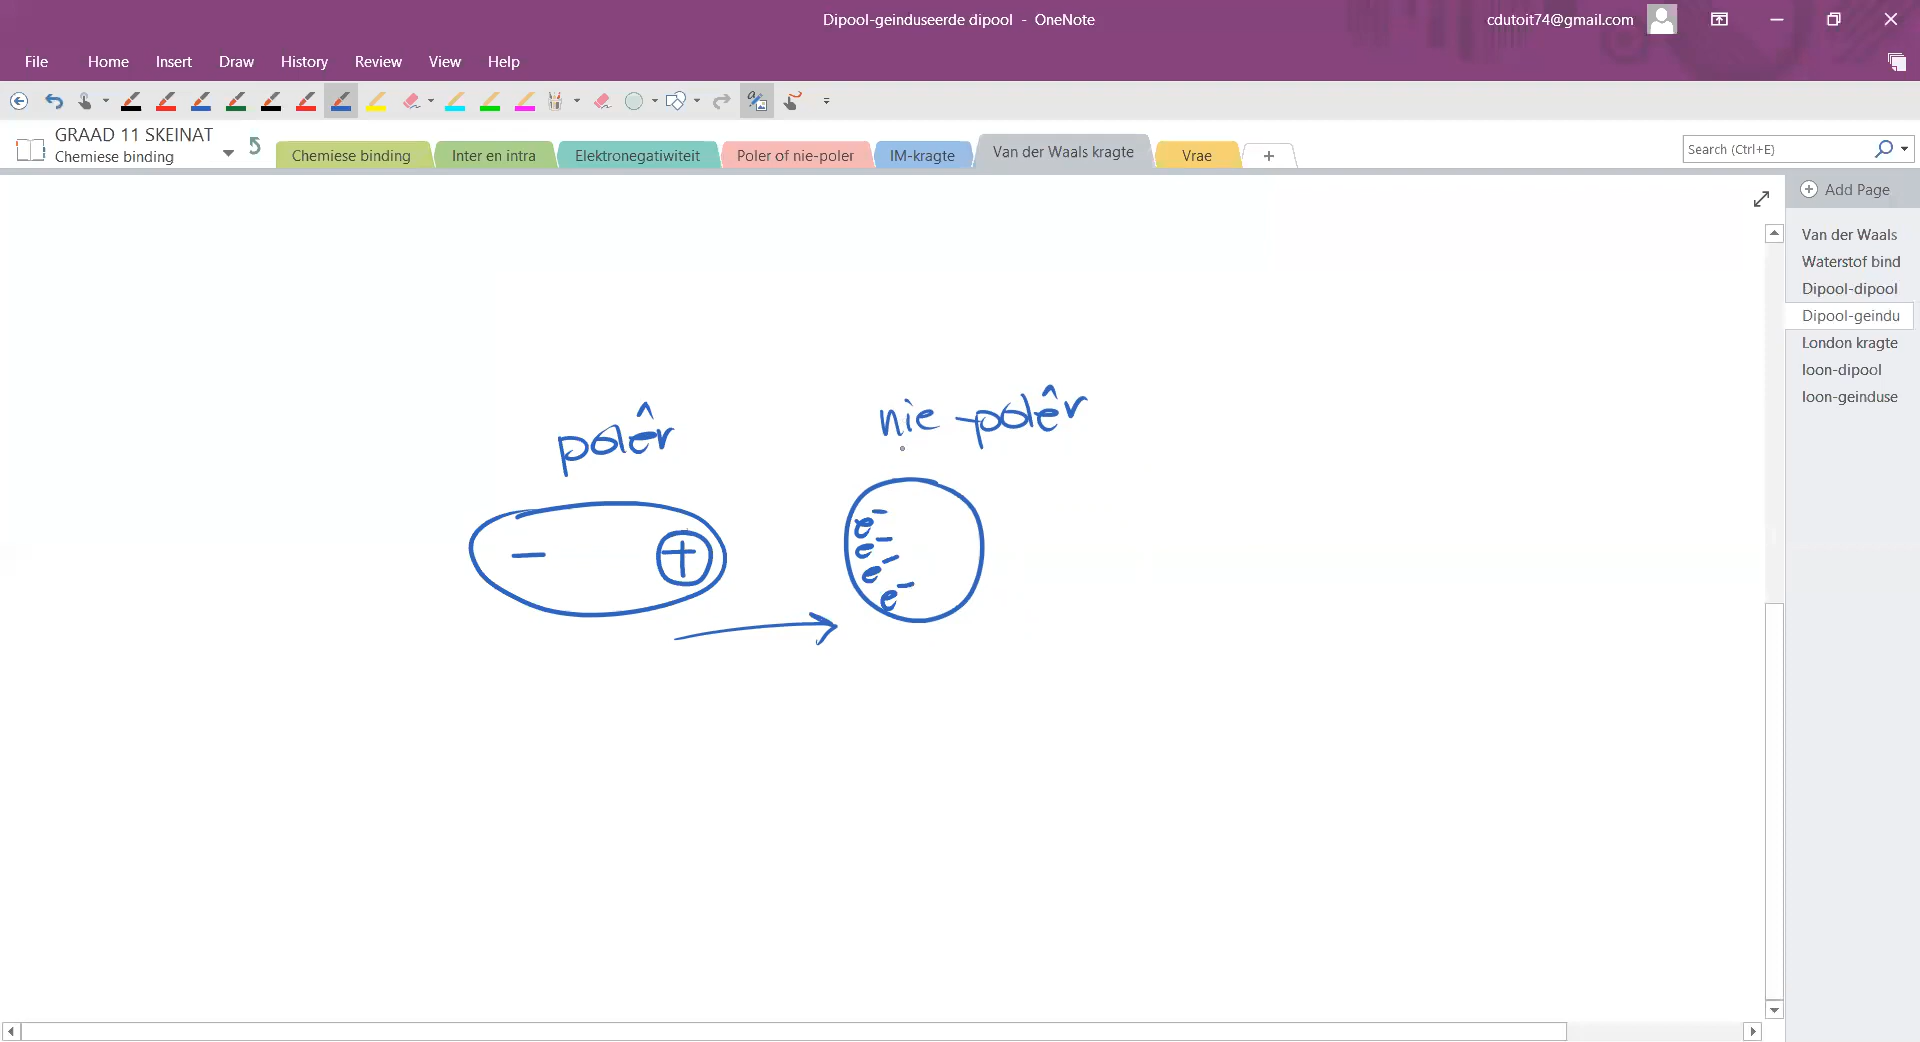 Dipool-geinduseerde dipool - OneNote
cdutoit74@gmail.com
File Home Insert Draw History Review View Help
GRAAD 11 SKEINAT
Chemiese binding
Chemiese binding Inter en intra Elektronegatiwiteit Poler of nie-poler IM-kragte Van der Waals kragte Vrae +
Search (Ctrl+E)
Add Page
Van der Waals
Waterstof bind
Dipool-dipool
Dipool-geindu
London kragte
Ioon-dipool
Ioon-geinduse
polêr
nie-polêr
- +
e-
e-
e-
e-